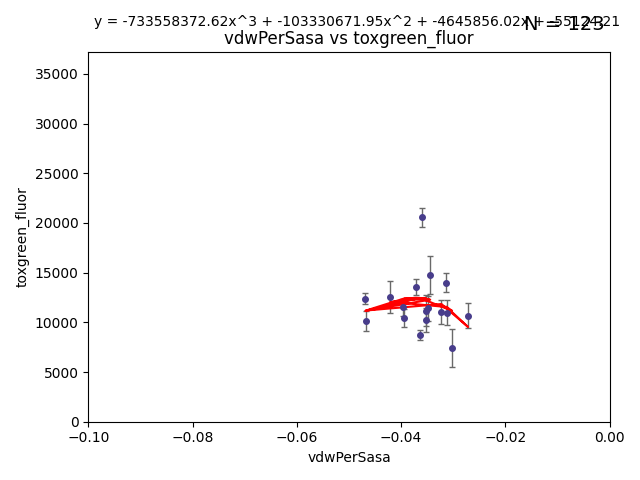 y = -733558372.62x^3 + -103330671.95x^2 + -4645856.02x + -55124.21
N = 123
vdwPerSasa vs toxgreen_fluor
35000
30000
25000
20000
15000
10000
5000
0
toxgreen_fluor
−0.10 −0.08 −0.06 −0.04 −0.02 0.00
vdwPerSasa